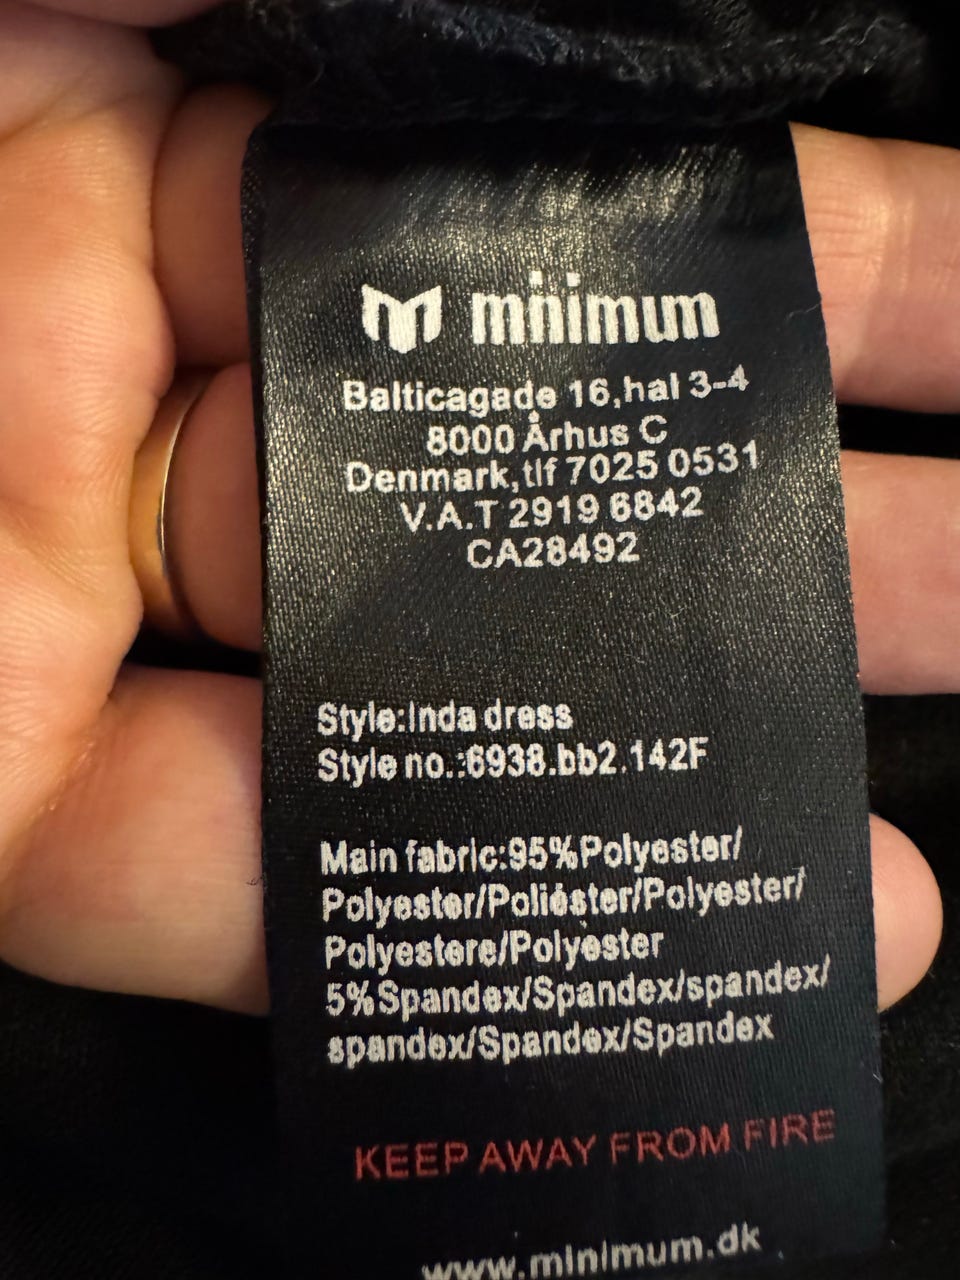 minimum
Balticagade 16,hal 3-4
8000 Århus C
Denmark,tlf 7025 0531
V.A.T 2919 6842
CA28492
Style:Inda dress
Style no.:6938.bb2.142F
Main fabric:95%Polyester/
Polyester/Poliéster/Polyester/
Polyestere/Polyester
5%Spandex/Spandex/spandex/
spandex/Spandex/Spandex
KEEP AWAY FROM FIRE
www.minimum.dk